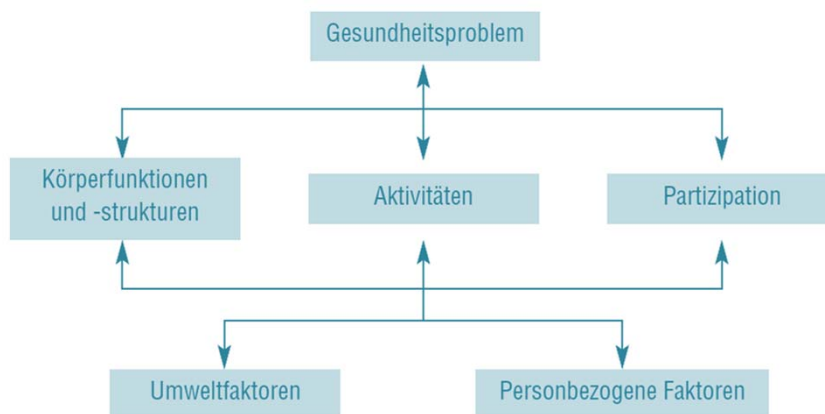 Gesundheitsproblem
Körperfunktionen
und -strukturen
Aktivitäten
Partizipation
Umweltfaktoren
Personbezogene Faktoren